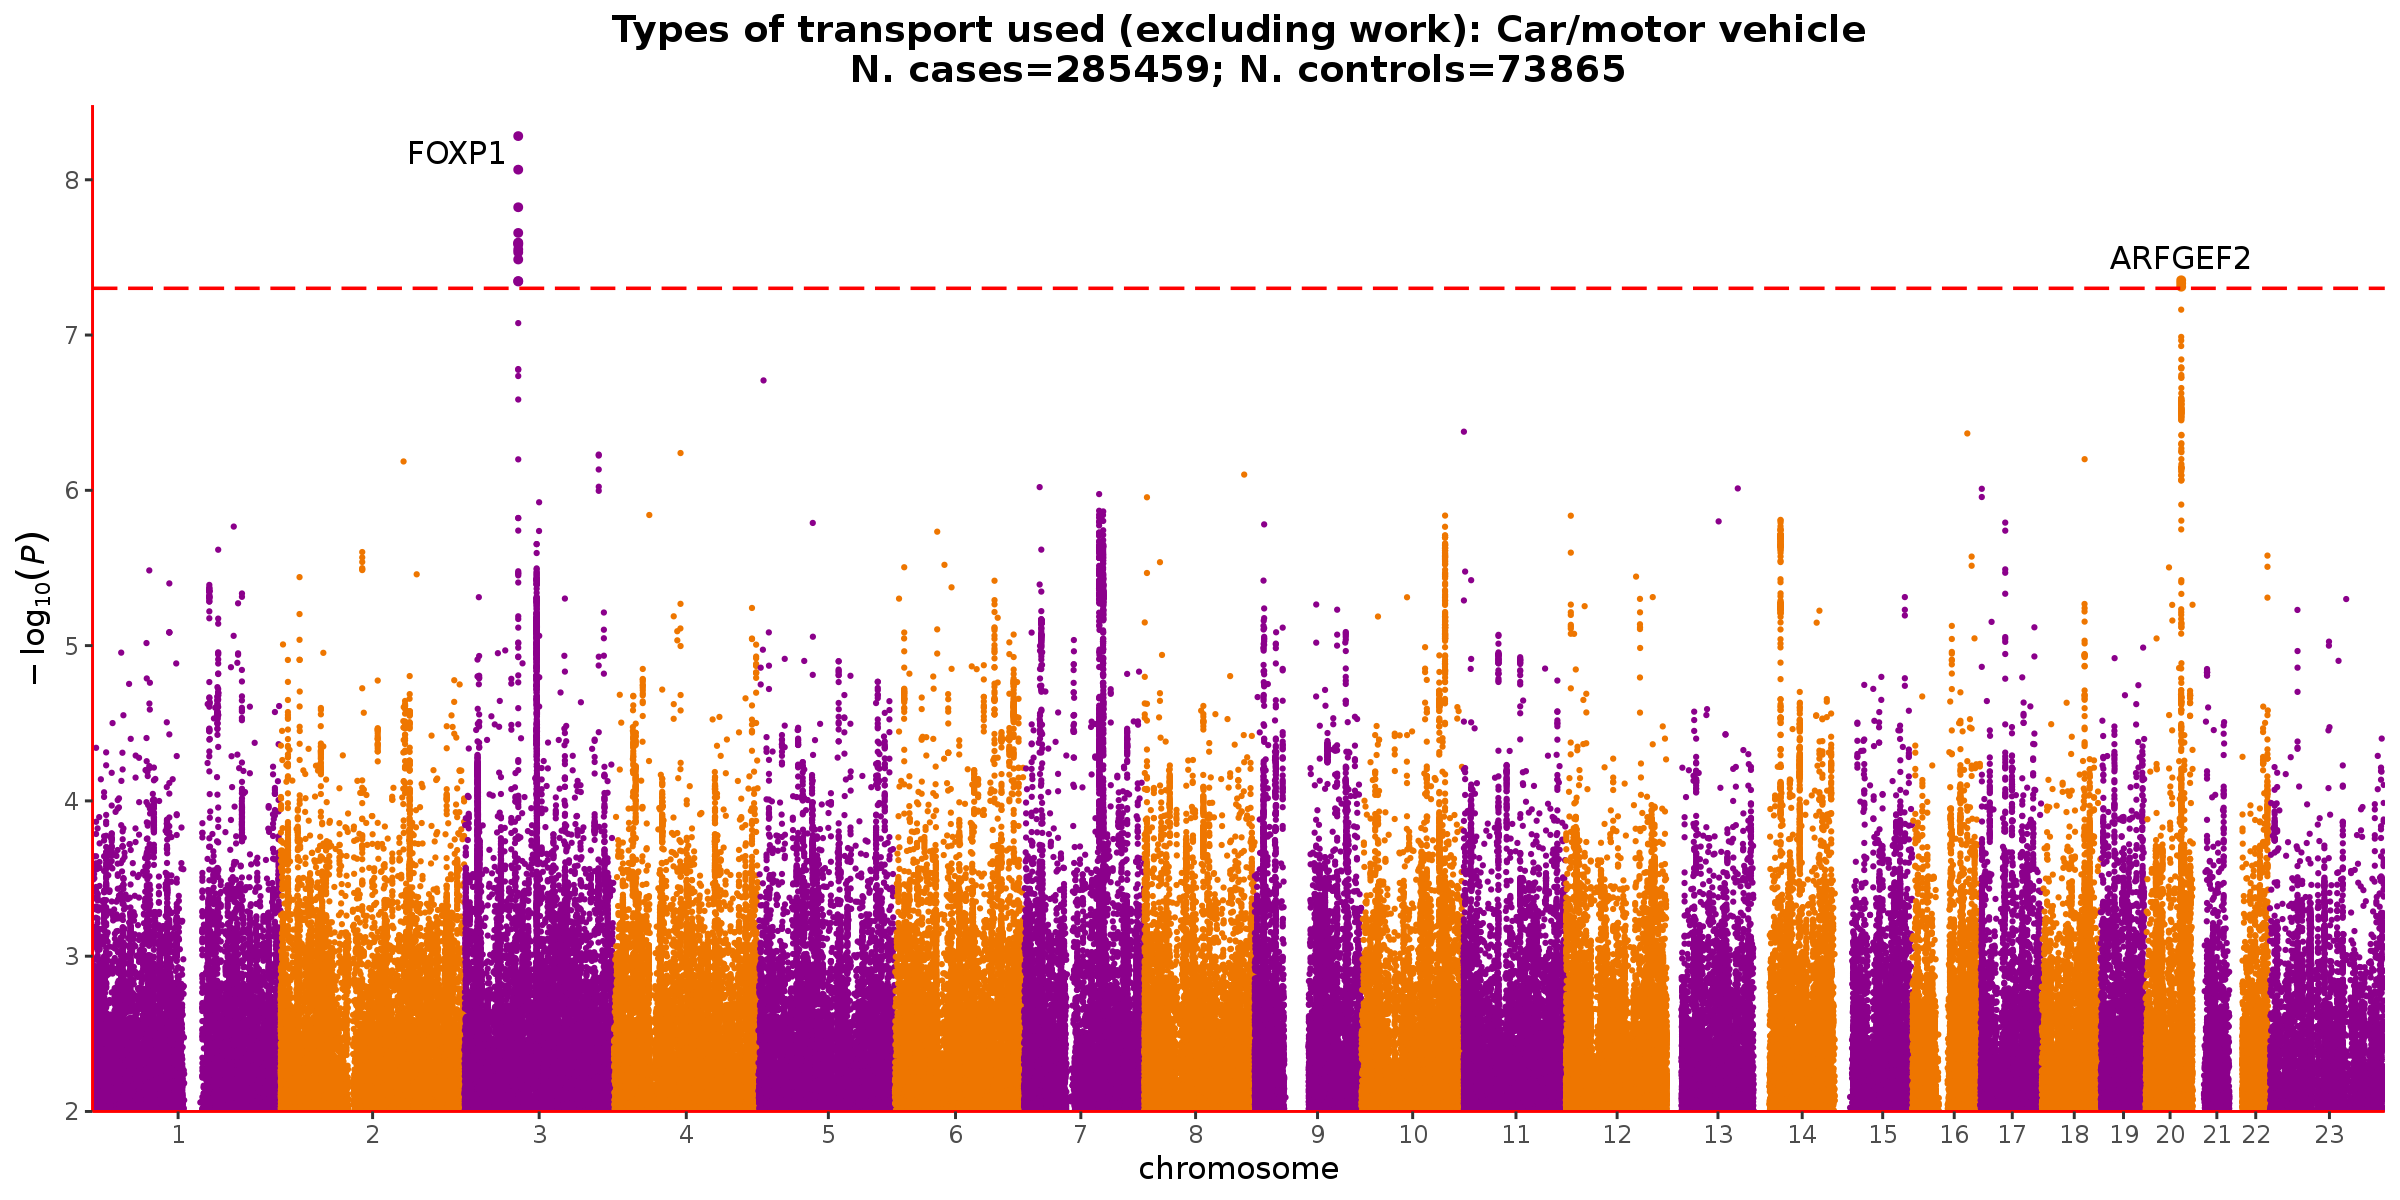 Types of transport used (excluding work): Car/motor vehicle
N. cases=285459; N. controls=73865
FOXP1
ARFGEF2
8
7
6
5
4
3
2
−log10(P)
1 2 3 4 5 6 7 8 9 10 11 12 13 14 15 16 17 18 19 20 21 22 23
chromosome